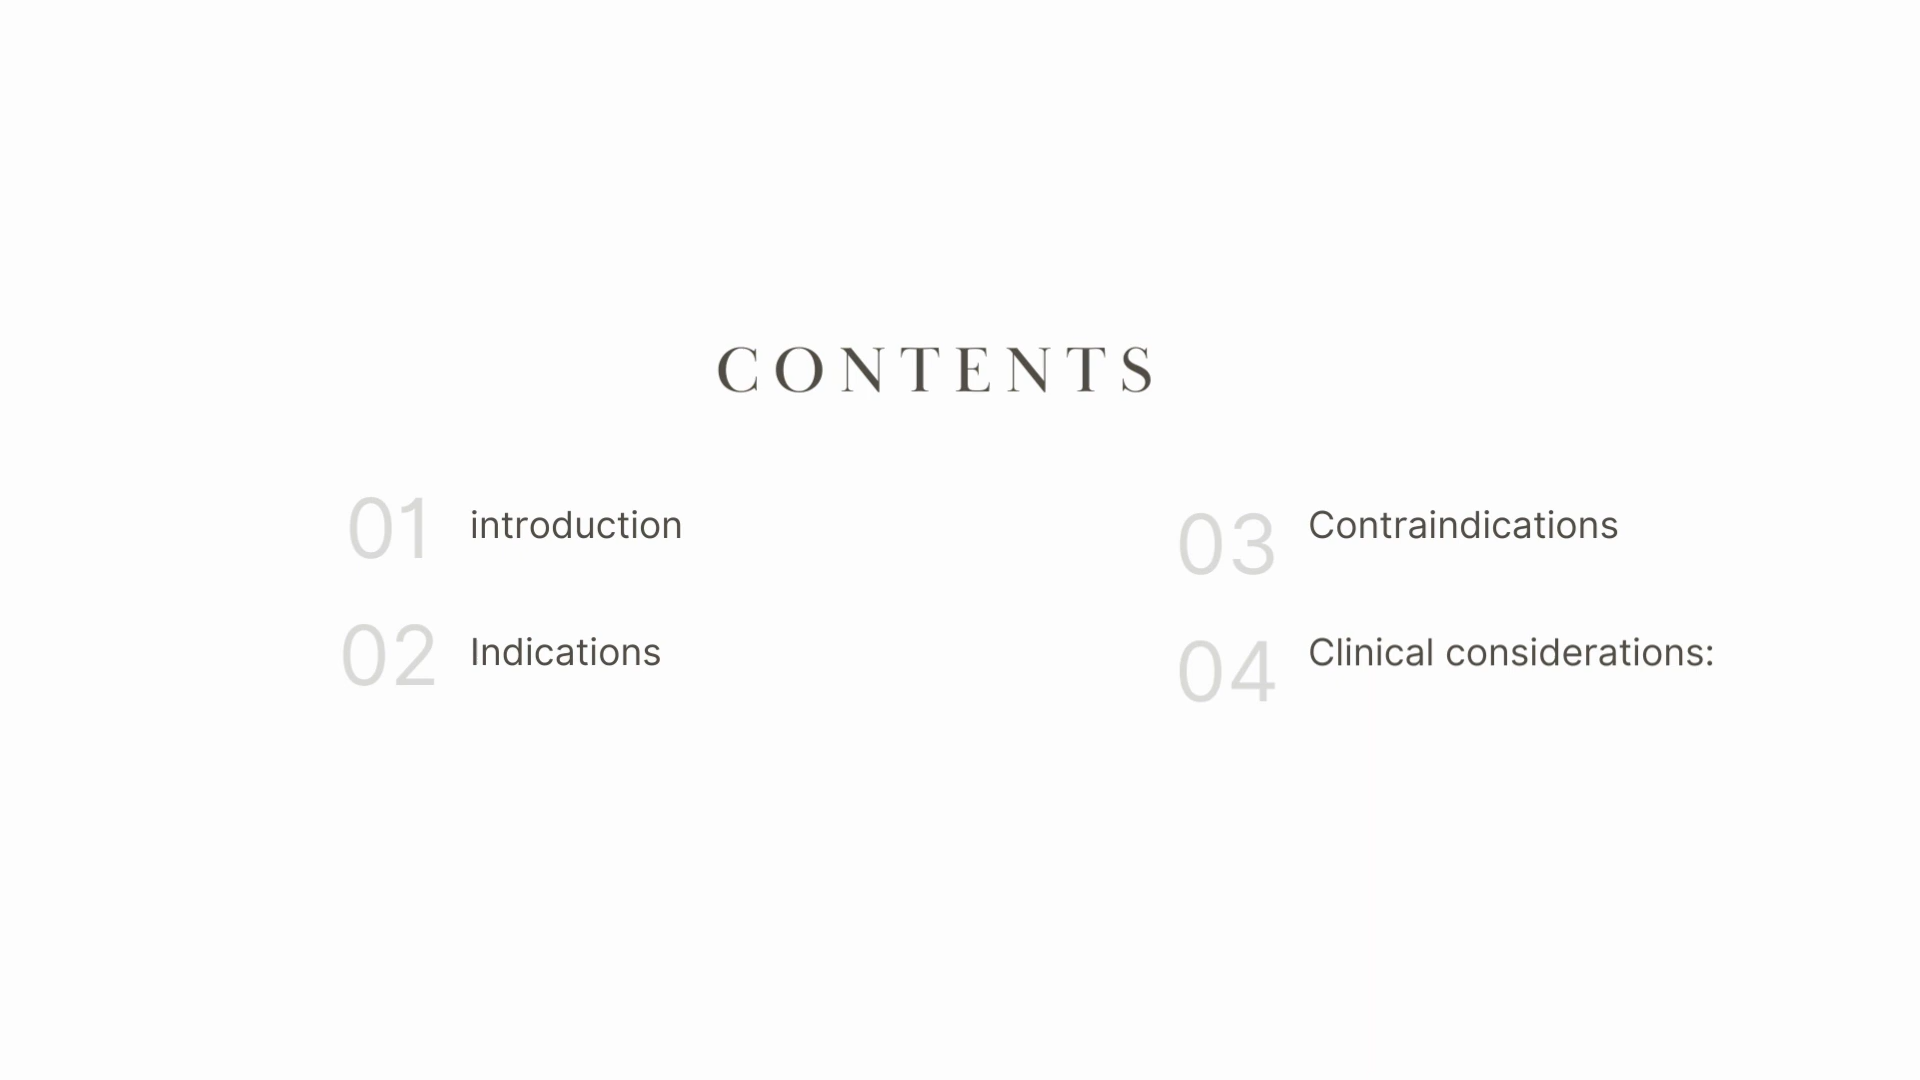 CONTENTS
01 introduction
02 Indications
03 Contraindications
04 Clinical considerations: